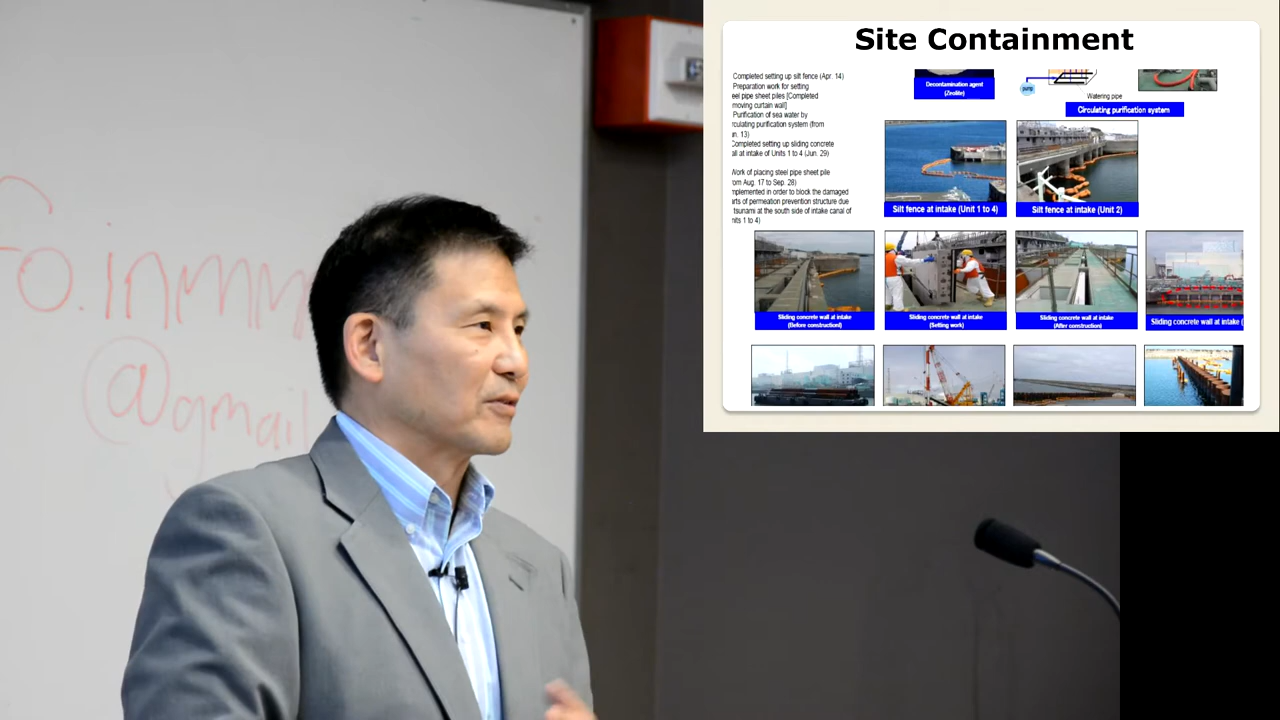 Site Containment
Completed setting up silt fence (Apr. 14)
Preparation work for setting
eel pipe sheet piles [Completed
moving curtain wall]
Purification of sea water by
rculating purification system (from
n. 13)
Completed setting up sliding concrete
all at intake of Units 1 to 4 (Jun. 29)
Work of placing steel pipe sheet pile
om Aug. 17 to Sep. 28)
mplemented in order to block the damaged
arts of permeation prevention structure due
tsunami at the south side of intake canal of
nits 1 to 4)
Decontamination agent
(Zeolite)
pump
Watering pipe
Circulating purification system
Silt fence at intake (Unit 1 to 4)
Silt fence at intake (Unit 2)
Sliding concrete wall at intake
(Before construction)
Sliding concrete wall at intake
(Setting work)
Sliding concrete wall at intake
(After construction)
Sliding concrete wall at intake (
@gmail